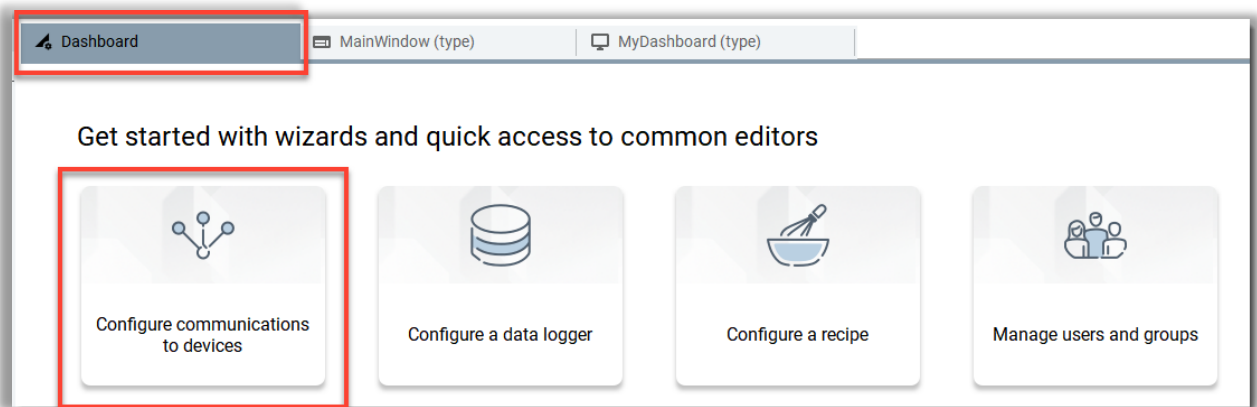 Dashboard
MainWindow (type)
MyDashboard (type)
Get started with wizards and quick access to common editors
Configure communications
to devices
Configure a data logger
Configure a recipe
Manage users and groups